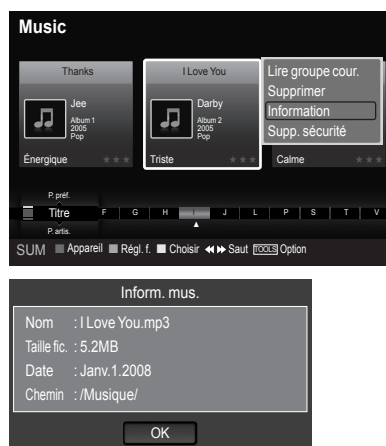 Music
Thanks
Jee
Album 1
2005
Pop
Énergique
I Love You
Darby
Album 2
2005
Pop
Triste
Lire groupe cour.
Supprimer
Information
Supp. sécurité
Calme
P. préf.
Titre F G H I J L P S T V
P. artis.
SUM Appareil Régl. f. Choisir Saut TOOLS Option
Inform. mus.
Nom : I Love You.mp3
Taille fic. : 5.2MB
Date : Janv.1.2008
Chemin : /Musique/
OK